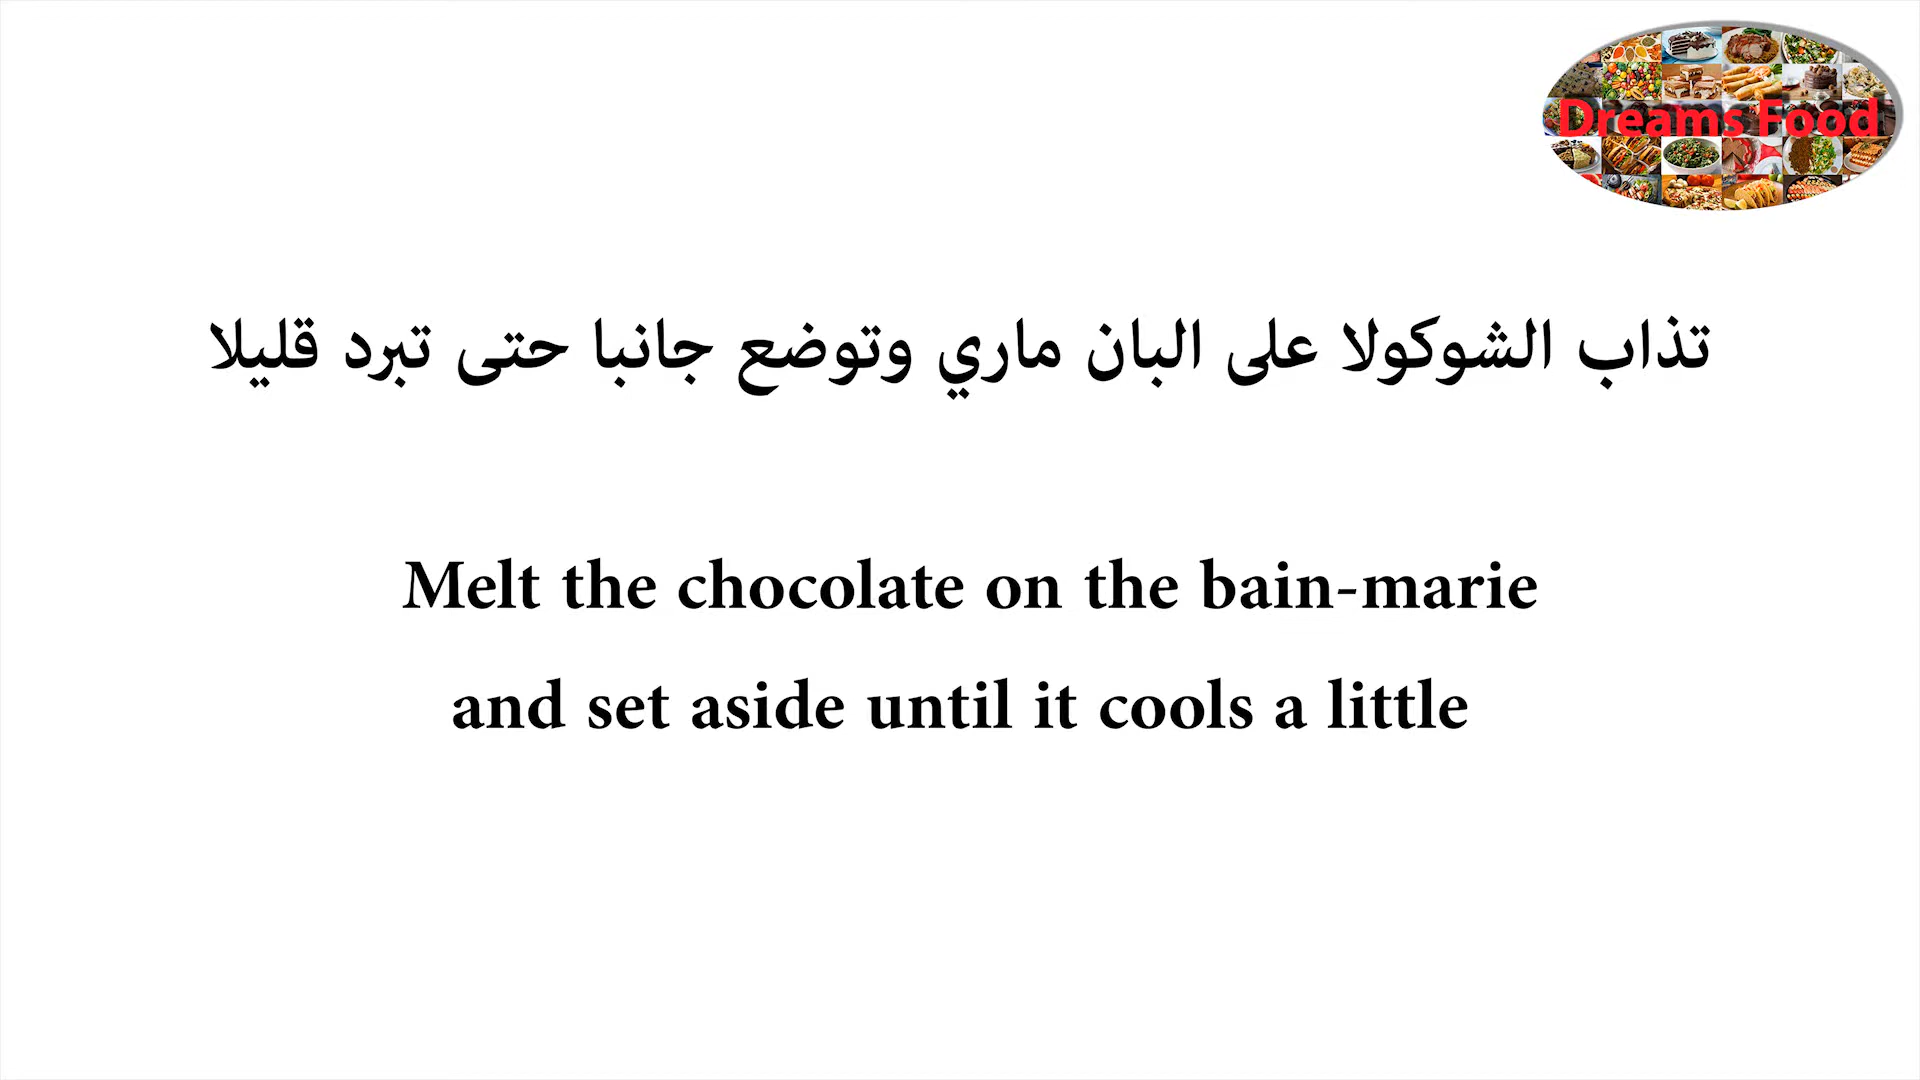 Dreams Food
تذاب الشوكولا على البان ماري وتوضع جانبا حتى تبرد قليلا
Melt the chocolate on the bain-marie
and set aside until it cools a little